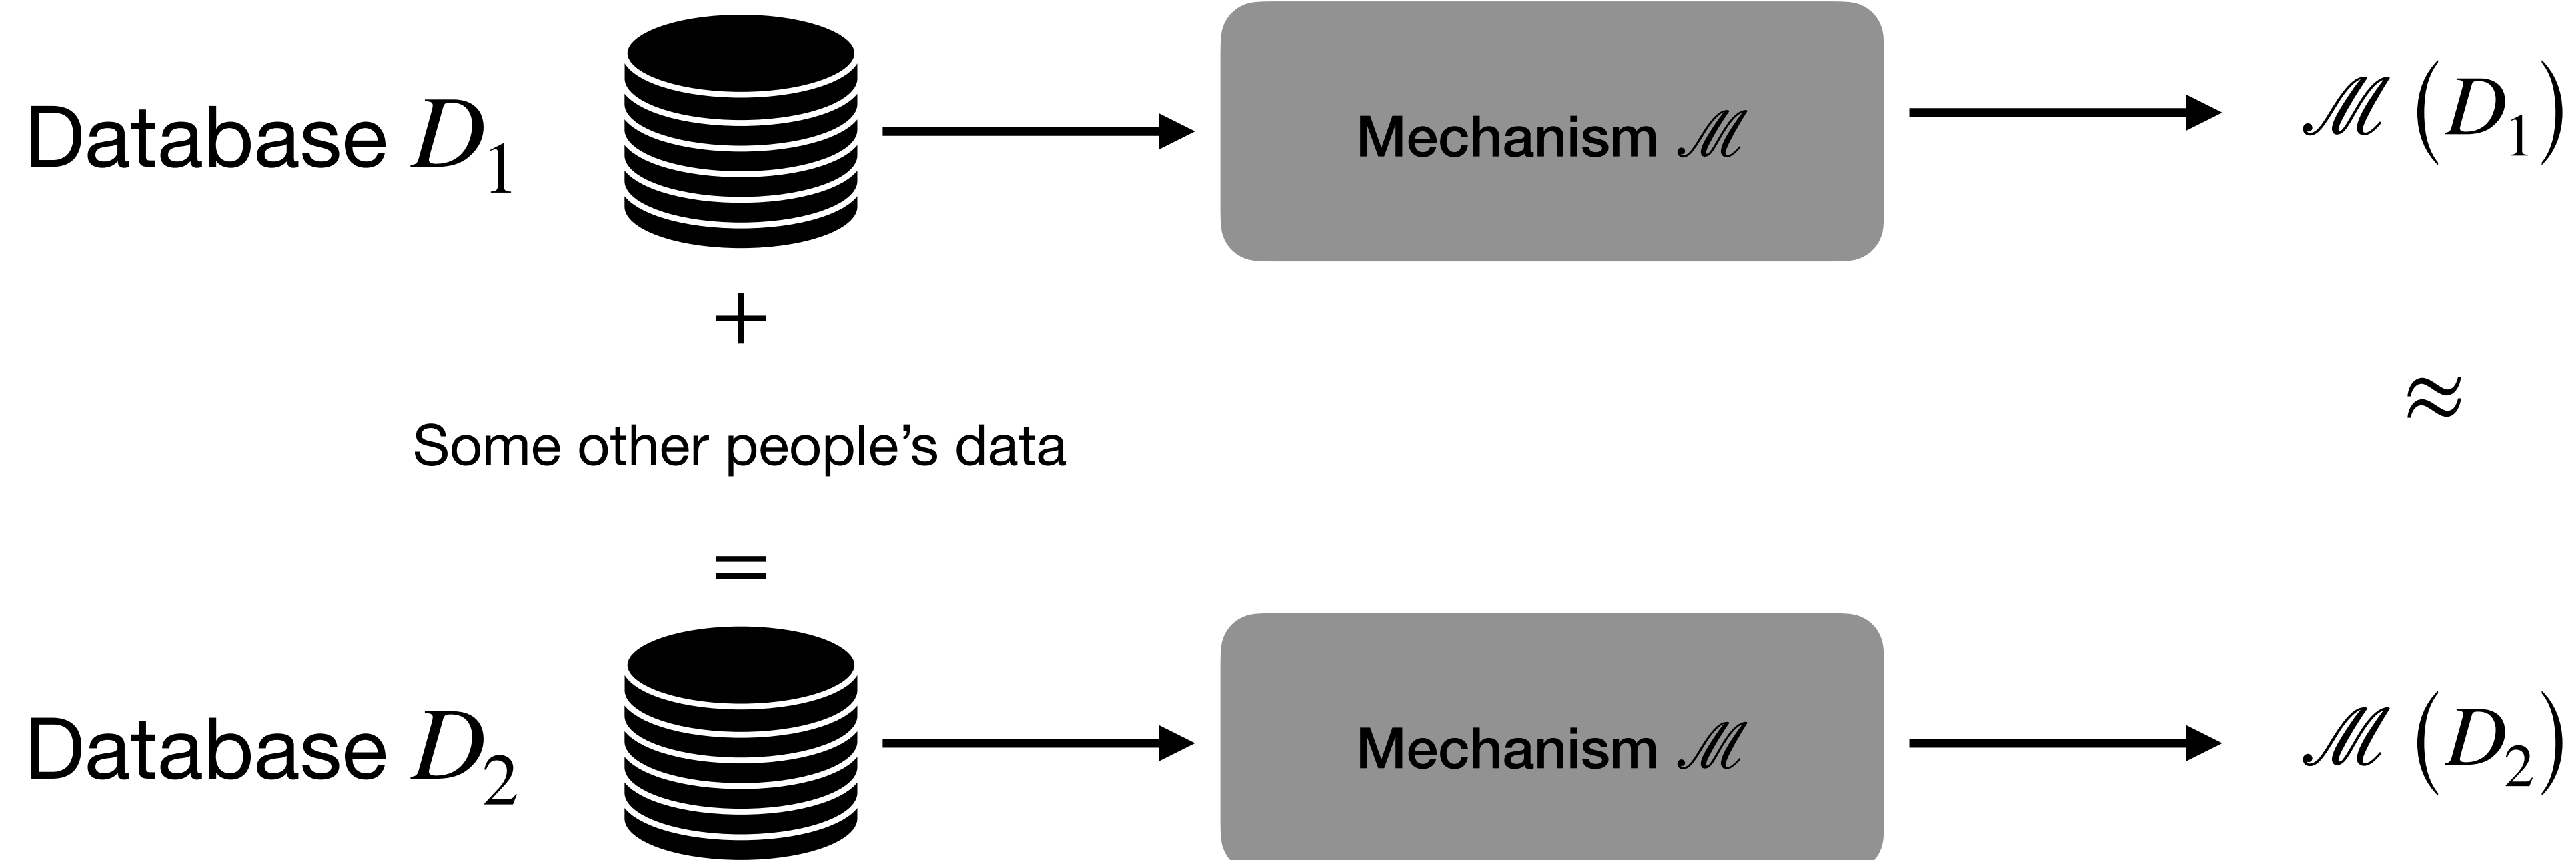 Database D₁
Mechanism ℳ
ℳ (D₁)
+
Some other people’s data
≈
=
Database D₂
Mechanism ℳ
ℳ (D₂)